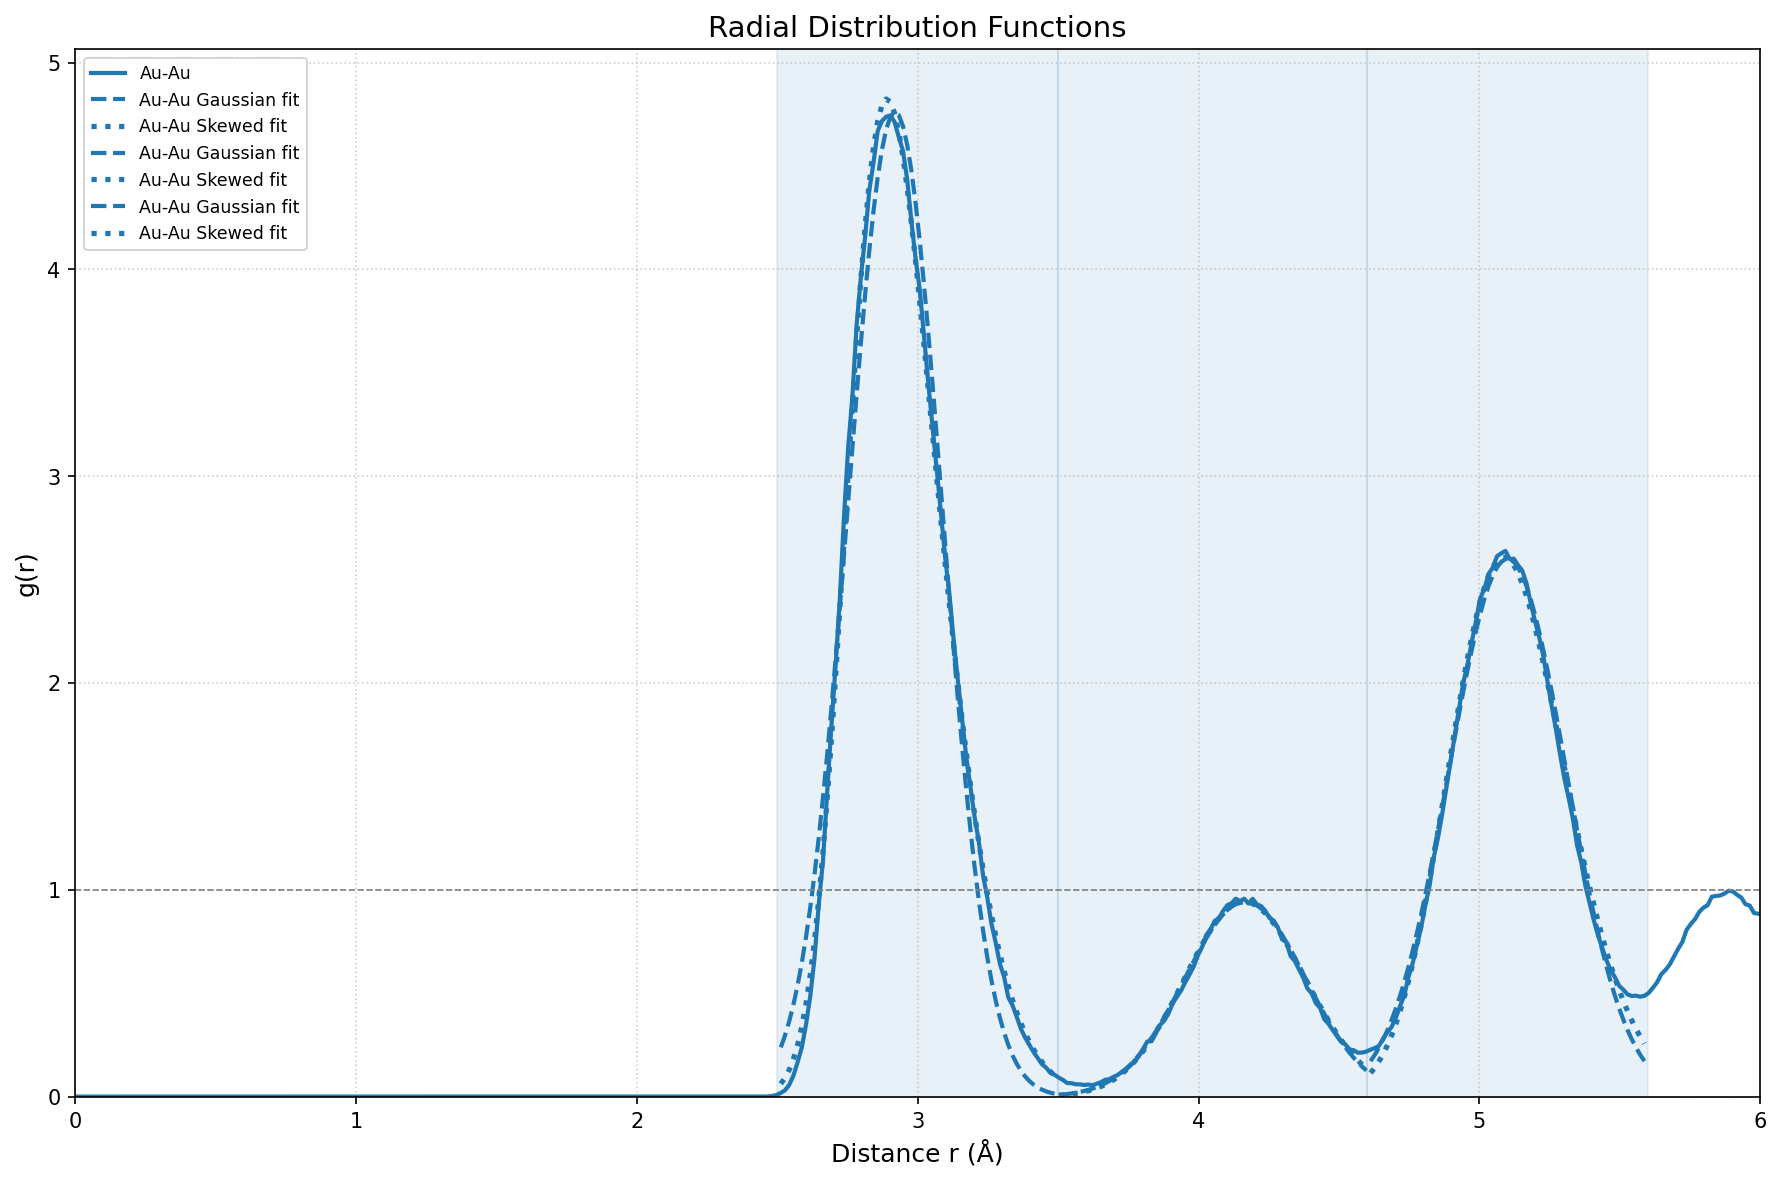 Radial Distribution Functions
5
4
3
2
1
0
g(r)
Au-Au
Au-Au Gaussian fit
Au-Au Skewed fit
Au-Au Gaussian fit
Au-Au Skewed fit
Au-Au Gaussian fit
Au-Au Skewed fit
0 1 2 3 4 5 6
Distance r (Å)